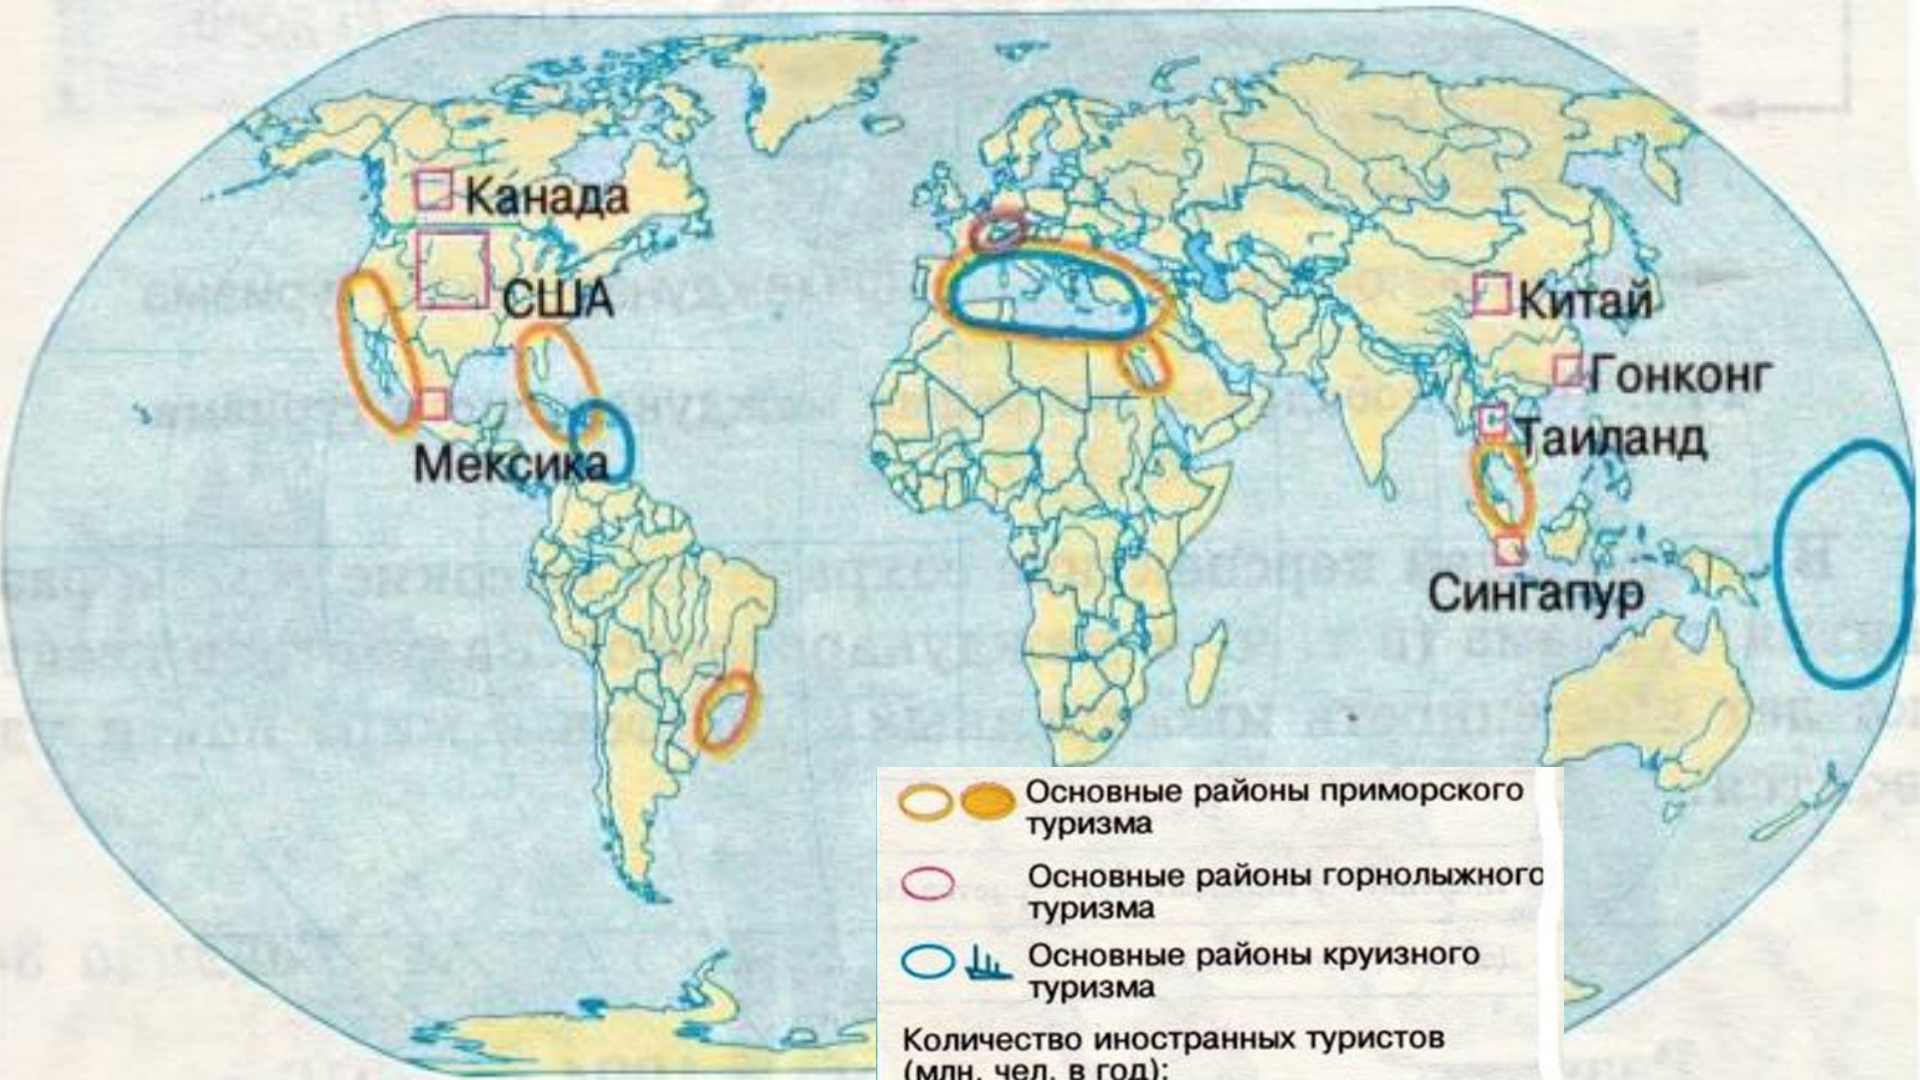 Канада
США
Мексика
Китай
Гонконг
Таиланд
Сингапур
Основные районы приморского
туризма
Основные районы горнолыжного
туризма
Основные районы круизного
туризма
Количество иностранных туристов
(млн. чел. в год):